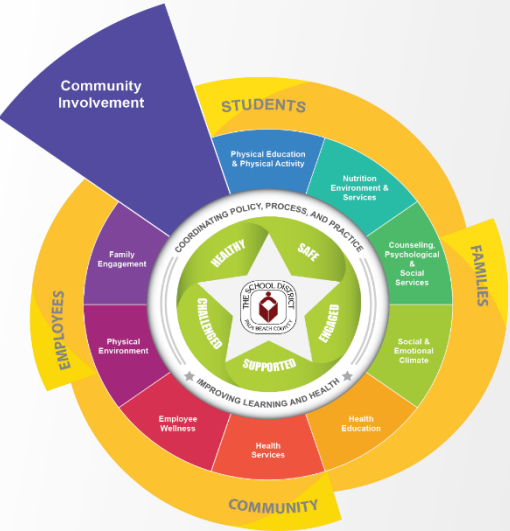 Community
Involvement
STUDENTS
Physical Education
& Physical Activity
Nutrition
Environment &
Services
Counseling,
Psychological
&
Social
Services
FAMILIES
Social &
Emotional
Climate
Health
Education
COMMUNITY
Health
Services
Employee
Wellness
Physical
Environment
EMPLOYEES
Family
Engagement
COORDINATING POLICY, PROCESS, AND PRACTICE
IMPROVING LEARNING AND HEALTH
HEALTHY
SAFE
ENGAGED
SUPPORTED
CHALLENGED
THE SCHOOL DISTRICT
PALM BEACH COUNTY